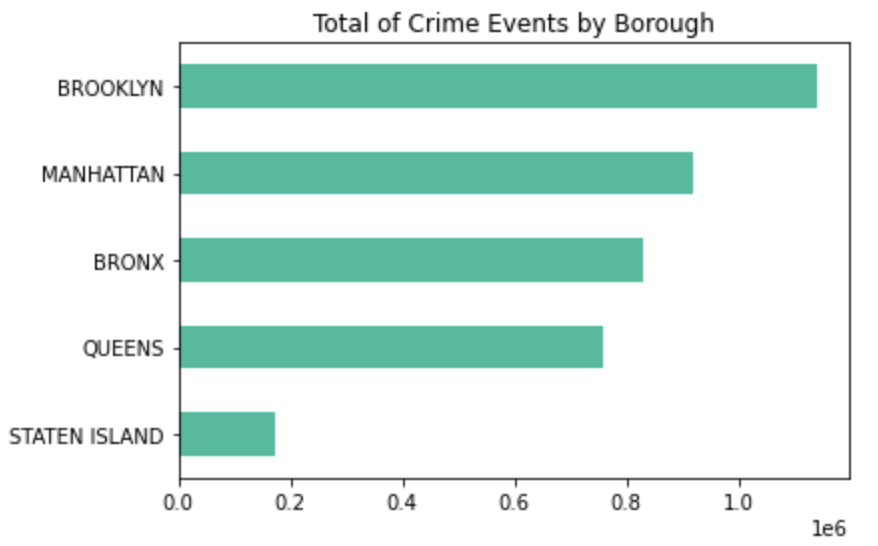 Total of Crime Events by Borough
BROOKLYN
MANHATTAN
BRONX
QUEENS
STATEN ISLAND
0.0 0.2 0.4 0.6 0.8 1.0
1e6